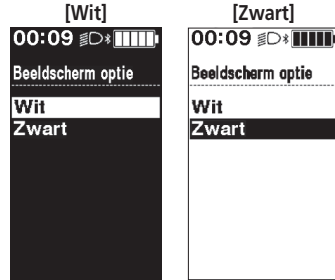 [Wit] [Zwart]
00:09 00:09
Beeldscherm optie Beeldscherm optie
Wit Wit
Zwart Zwart